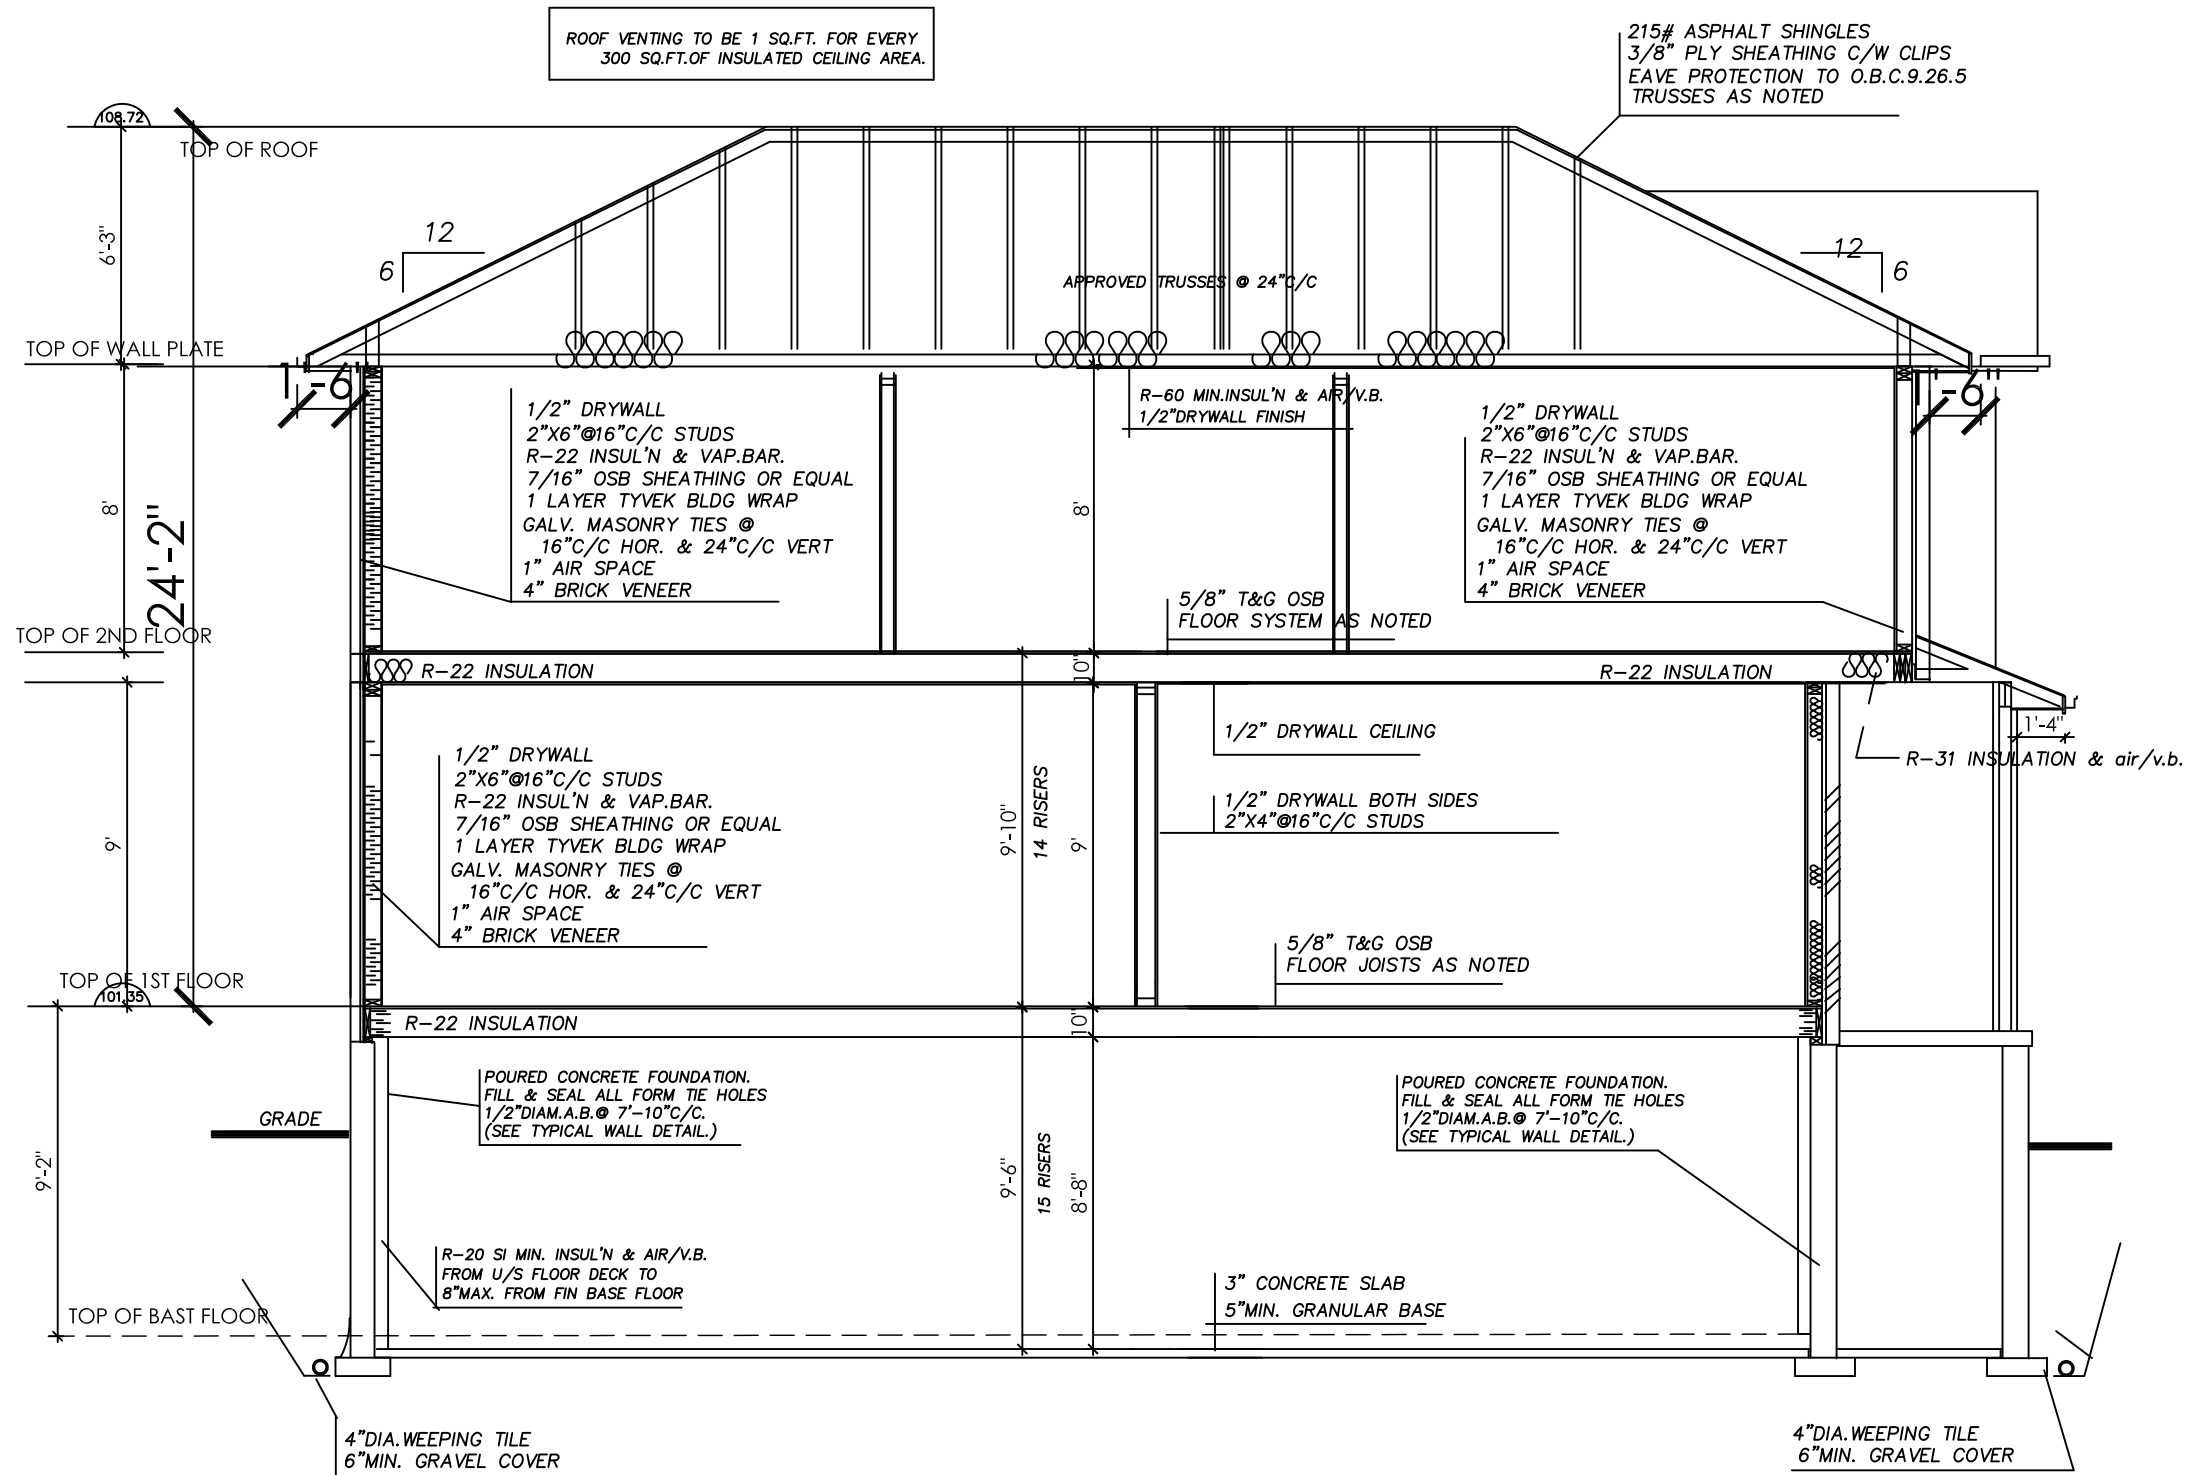 ROOF VENTING TO BE 1 SQ.FT. FOR EVERY
300 SQ.FT.OF INSULATED CEILING AREA.
215# ASPHALT SHINGLES
3/8" PLY SHEATHING C/W CLIPS
EAVE PROTECTION TO O.B.C.9.26.5
TRUSSES AS NOTED
108.72
TOP OF ROOF
6'-3"
12
6
12
6
APPROVED TRUSSES @ 24"C/C
TOP OF WALL PLATE
1'-6"
1'-6"
R-60 MIN.INSUL'N & AIR/V.B.
1/2"DRYWALL FINISH
1/2" DRYWALL
2"X6"@16"C/C STUDS
R-22 INSUL'N & VAP.BAR.
7/16" OSB SHEATHING OR EQUAL
1 LAYER TYVEK BLDG WRAP
GALV. MASONRY TIES @
16"C/C HOR. & 24"C/C VERT
1" AIR SPACE
4" BRICK VENEER
1/2" DRYWALL
2"X6"@16"C/C STUDS
R-22 INSUL'N & VAP.BAR.
7/16" OSB SHEATHING OR EQUAL
1 LAYER TYVEK BLDG WRAP
GALV. MASONRY TIES @
16"C/C HOR. & 24"C/C VERT
1" AIR SPACE
4" BRICK VENEER
8'
24'-2"
8'
5/8" T&G OSB
FLOOR SYSTEM AS NOTED
TOP OF 2ND FLOOR
R-22 INSULATION
10"
R-22 INSULATION
1'-4"
R-31 INSULATION & air/v.b.
1/2" DRYWALL CEILING
1/2" DRYWALL
2"X6"@16"C/C STUDS
R-22 INSUL'N & VAP.BAR.
7/16" OSB SHEATHING OR EQUAL
1 LAYER TYVEK BLDG WRAP
GALV. MASONRY TIES @
16"C/C HOR. & 24"C/C VERT
1" AIR SPACE
4" BRICK VENEER
9'
9'-10"
14 RISERS
9'
1/2" DRYWALL BOTH SIDES
2"X4"@16"C/C STUDS
5/8" T&G OSB
FLOOR JOISTS AS NOTED
TOP OF 1ST FLOOR
101.35
R-22 INSULATION
10"
POURED CONCRETE FOUNDATION.
FILL & SEAL ALL FORM TIE HOLES
1/2"DIAM.A.B.@ 7'-10"C/C.
(SEE TYPICAL WALL DETAIL.)
POURED CONCRETE FOUNDATION.
FILL & SEAL ALL FORM TIE HOLES
1/2"DIAM.A.B.@ 7'-10"C/C.
(SEE TYPICAL WALL DETAIL.)
GRADE
9'-2"
9'-6"
15 RISERS
8'-8"
R-20 SI MIN. INSUL'N & AIR/V.B.
FROM U/S FLOOR DECK TO
8"MAX. FROM FIN BASE FLOOR
3" CONCRETE SLAB
5"MIN. GRANULAR BASE
TOP OF BAST FLOOR
4"DIA.WEEPING TILE
6"MIN. GRAVEL COVER
4"DIA.WEEPING TILE
6"MIN. GRAVEL COVER